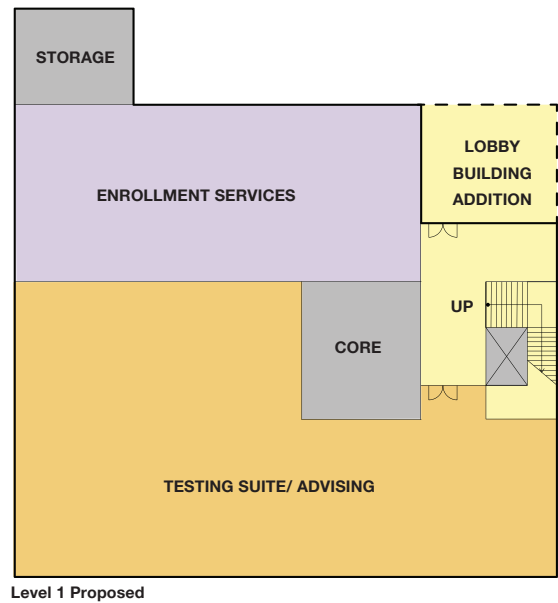 STORAGE
LOBBY
BUILDING
ADDITION
ENROLLMENT SERVICES
UP
CORE
TESTING SUITE/ ADVISING
Level 1 Proposed